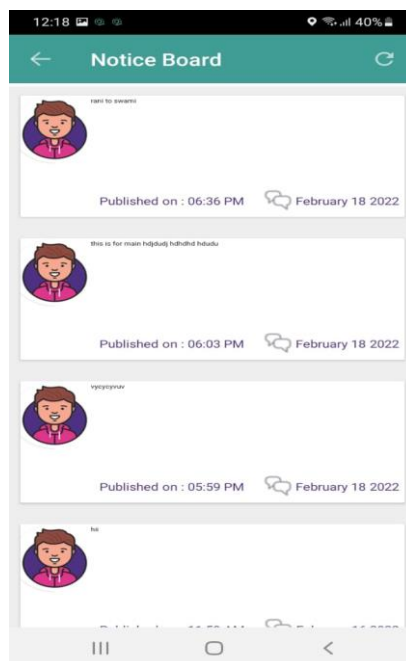 12:18 40%
Notice Board
rani to swami
Published on : 06:36 PM February 18 2022
this is for main hdjdudj hdhdhd hdudu
Published on : 06:03 PM February 18 2022
vycycyvuv
Published on : 05:59 PM February 18 2022
hii